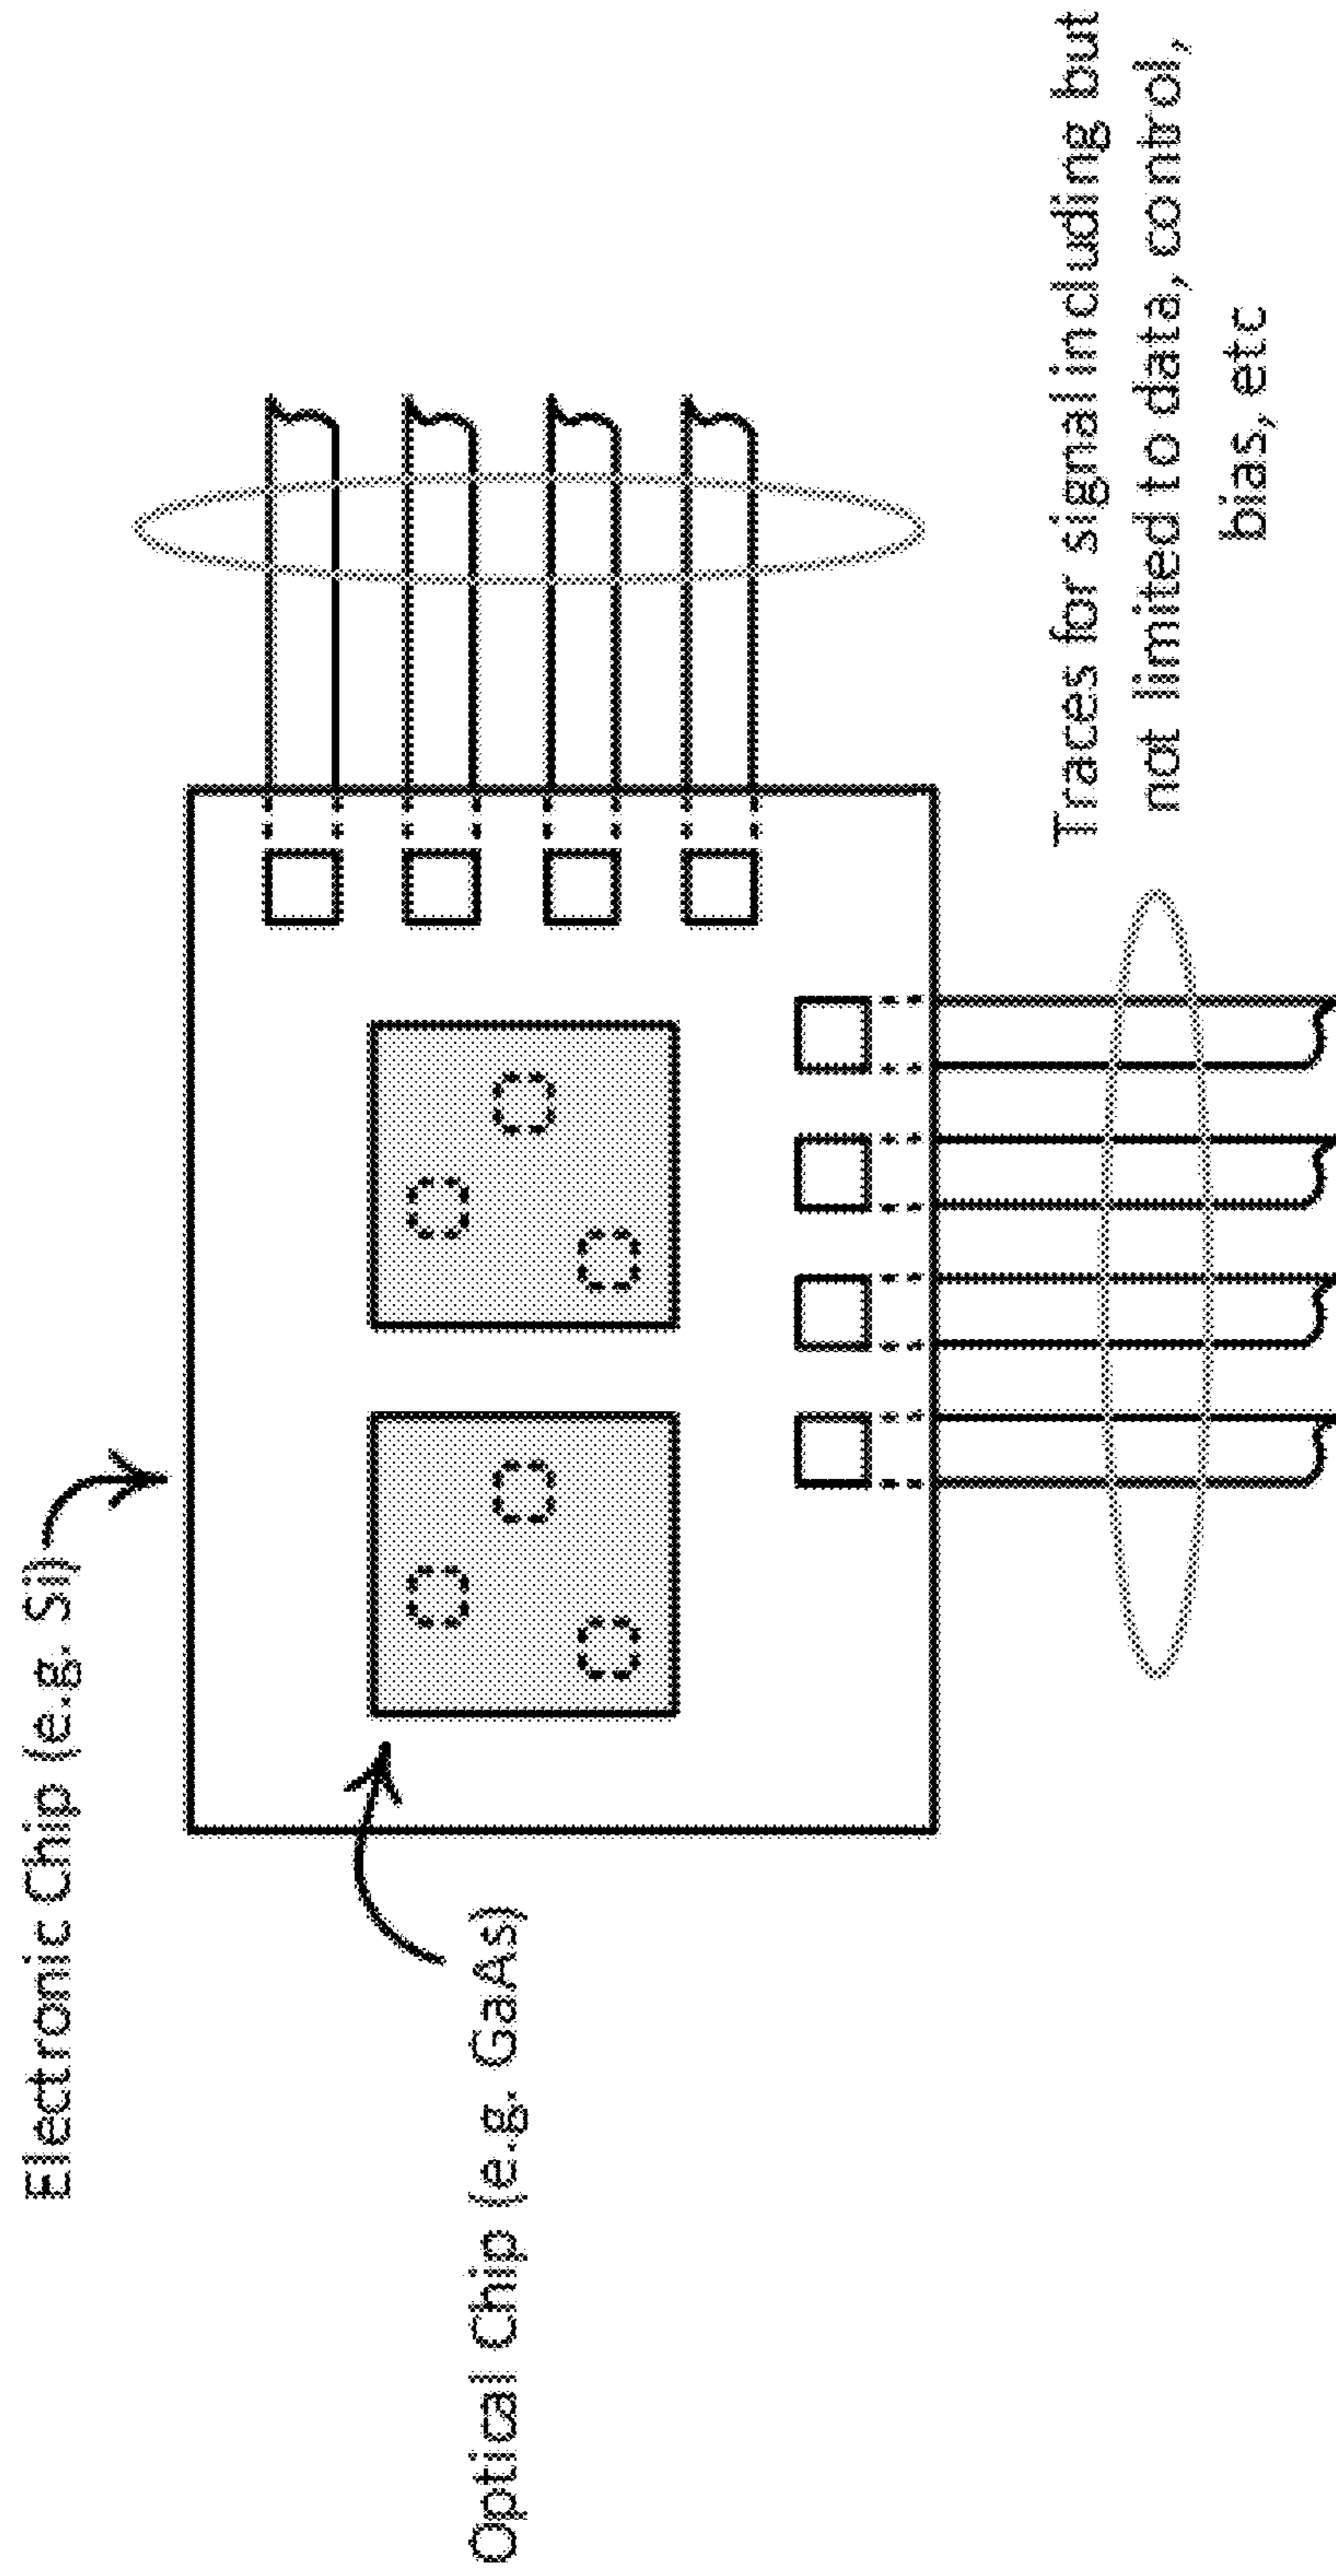 Electronic Chip (e.g. Si)
Optical Chip (e.g. GaAs)
Traces for signal including but
not limited to data, control,
bias, etc